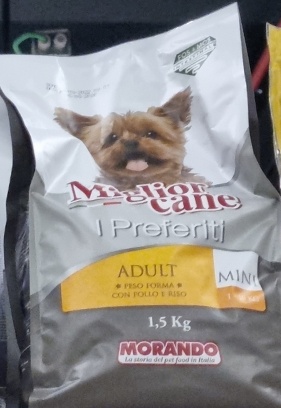 Miglior
cane
I Preferiti
ADULT
PESO FORMA
CON POLLO E RISO
MINI
1,5 Kg
MORANDO
La storia del pet food in Italia